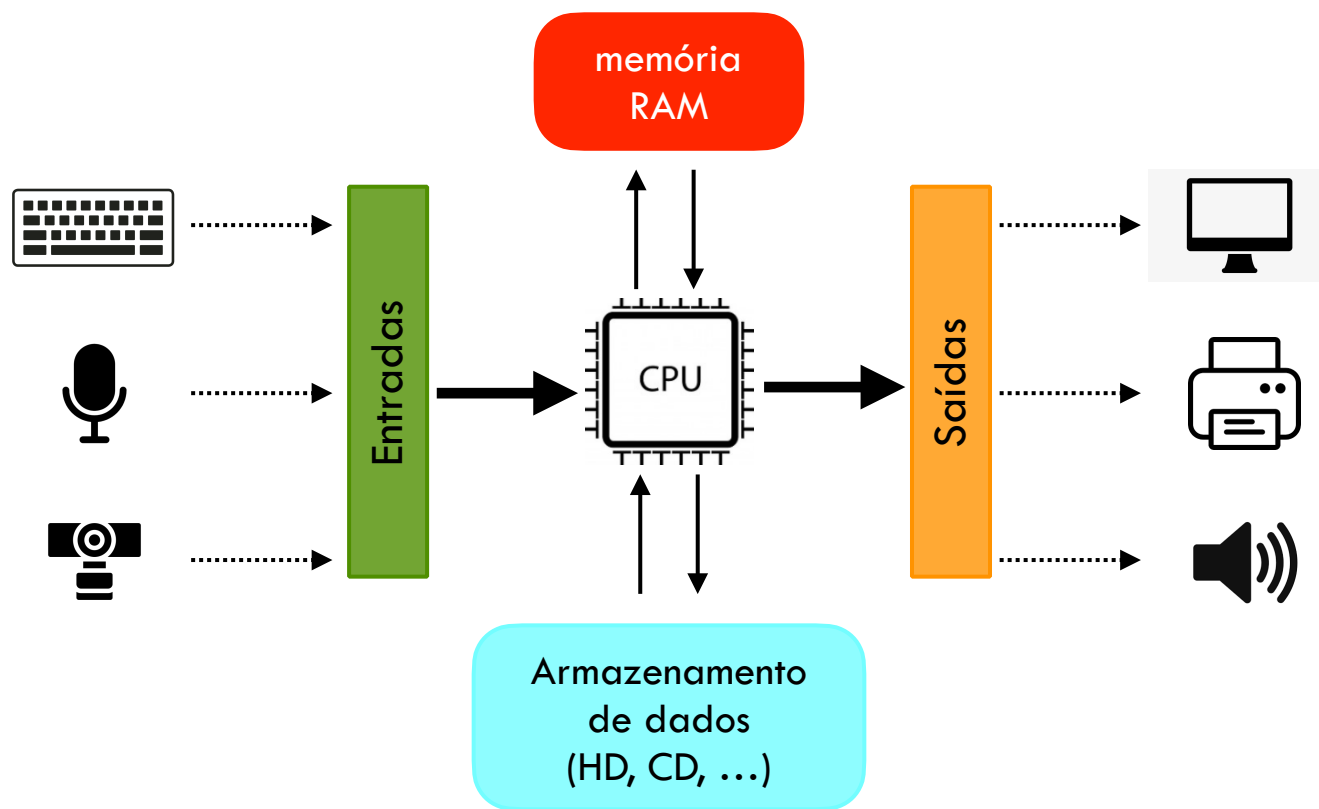 memória
RAM
Entradas
CPU
Saídas
Armazenamento
de dados
(HD, CD, ...)